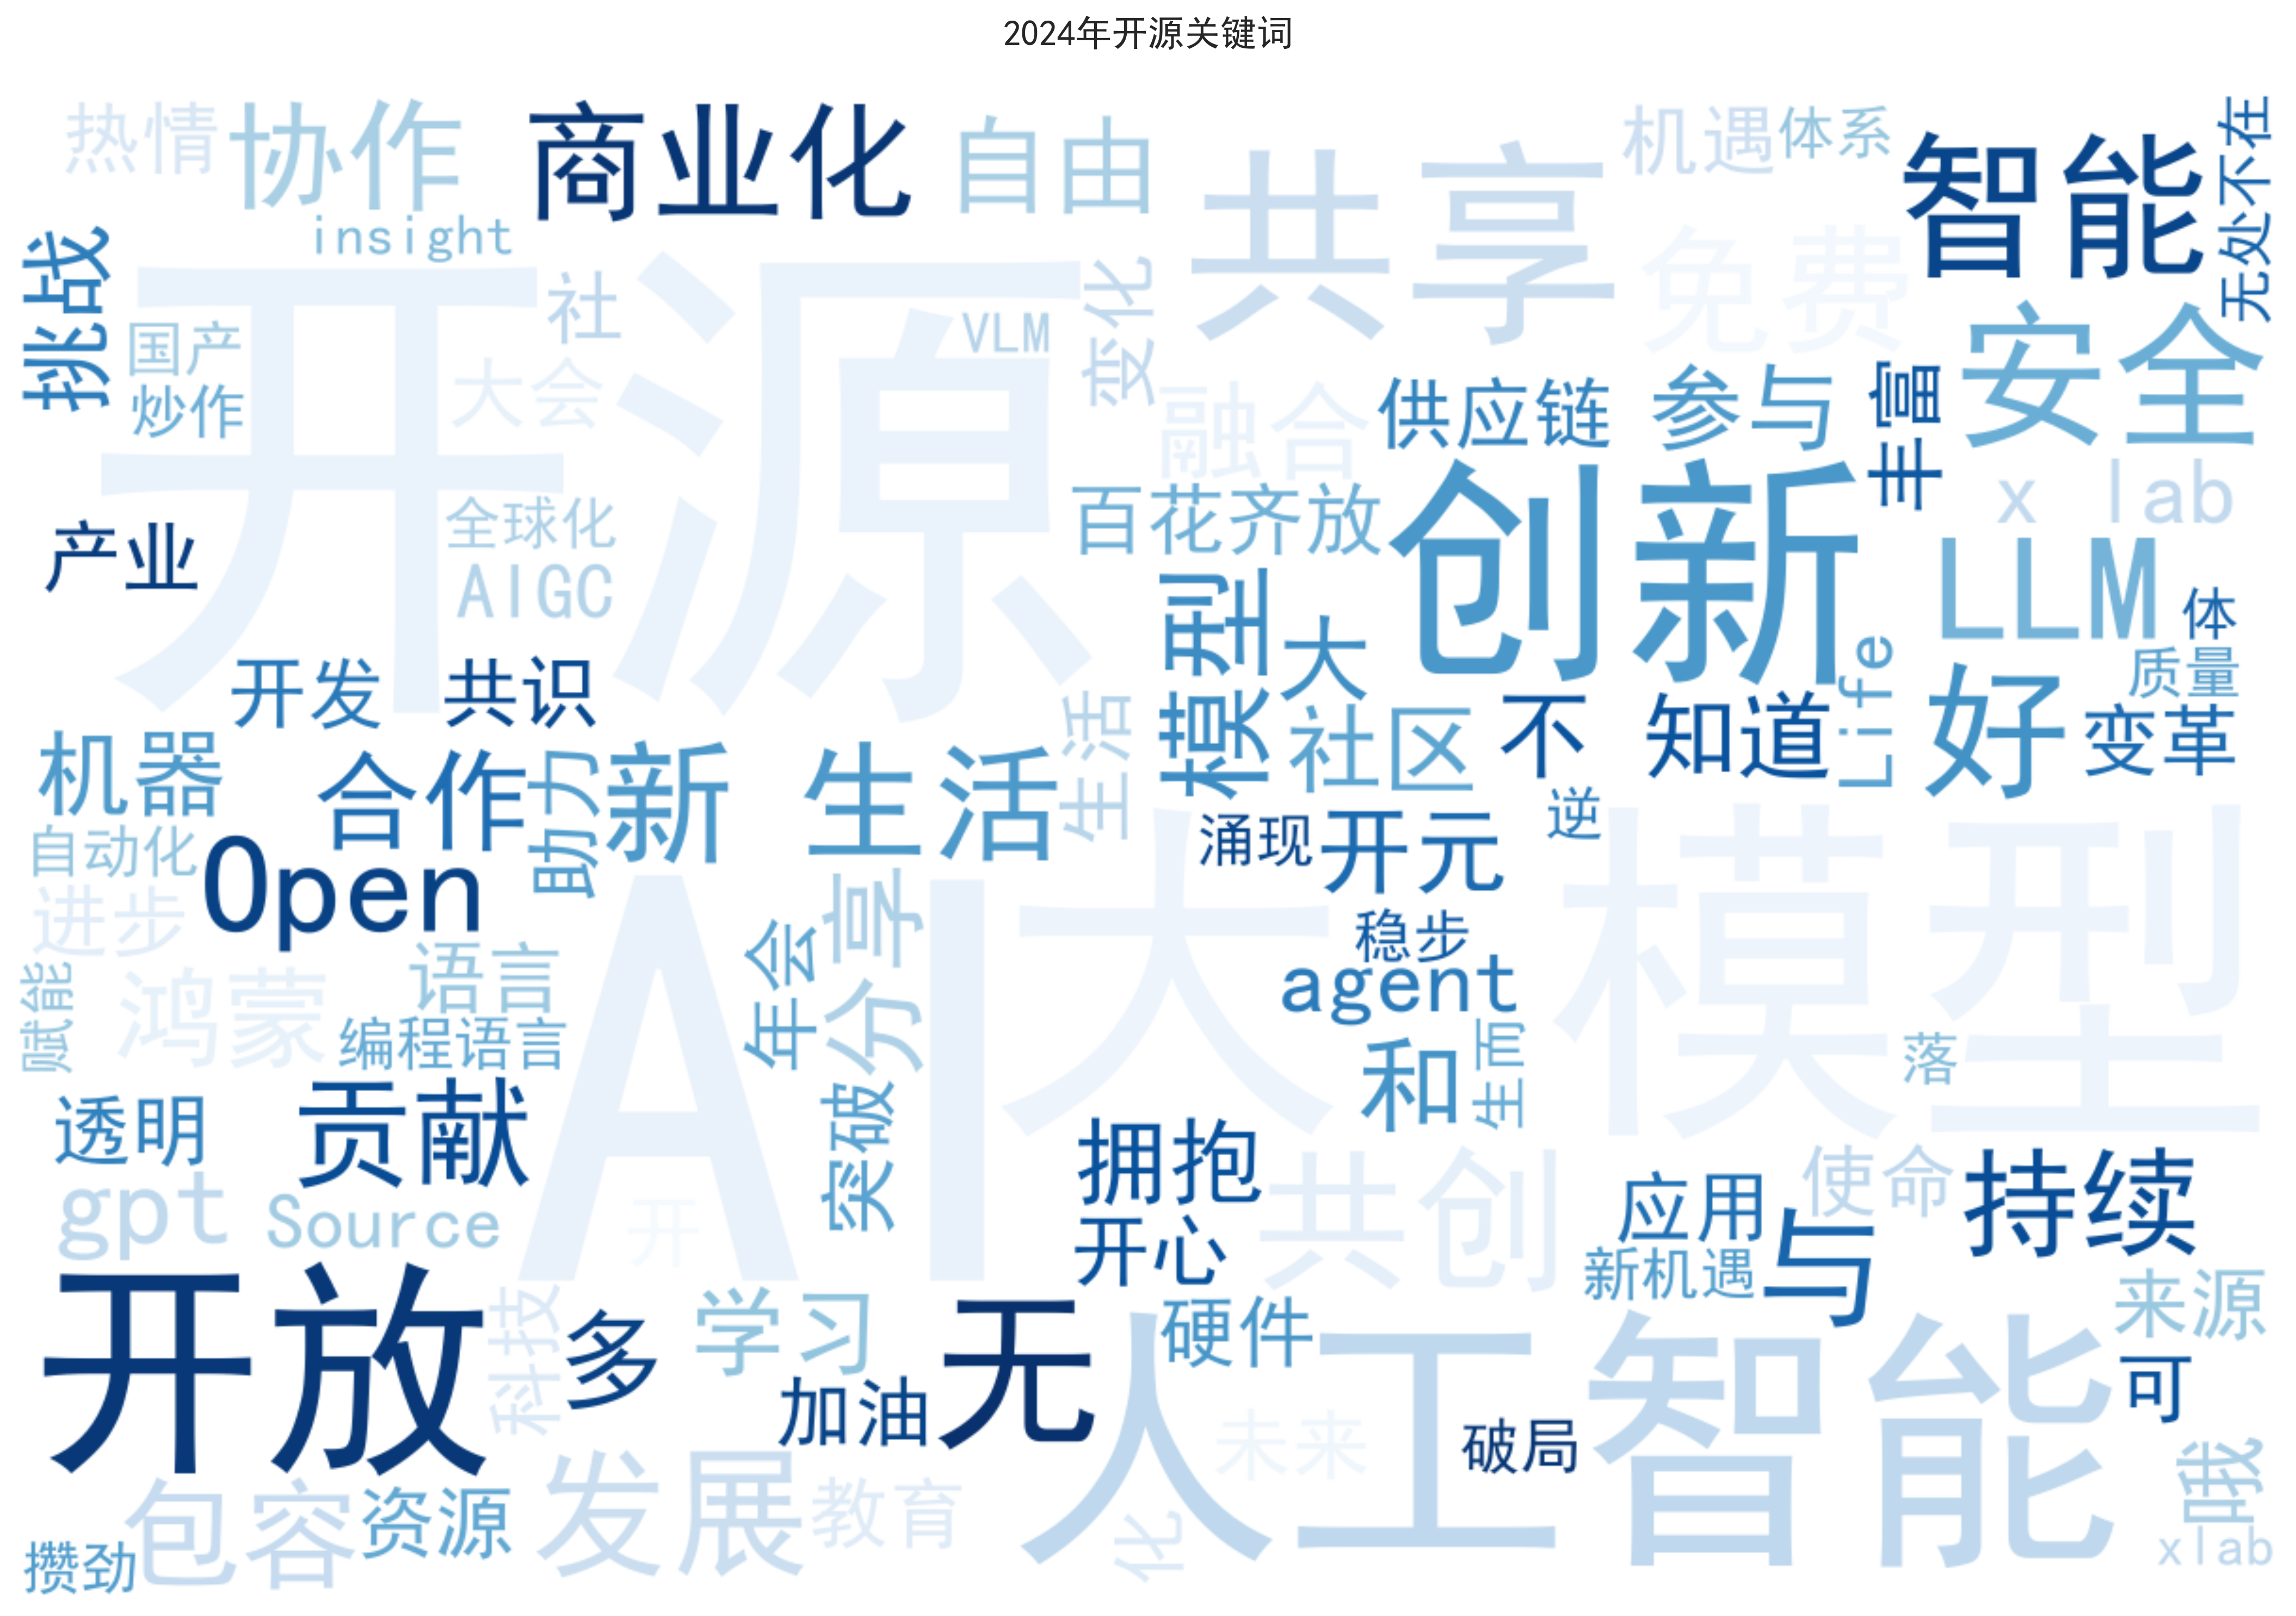 2024年开源关键词
热情
协作
商业化
自由
共享
机遇
体系
智能
无处不在
insight
挑战
开源
社
国产
VLM
变化
免费
安全
炒作
大会
融合
供应链
参与
丰富
百花齐放
创新
x lab
产业
全球化
AIGC
模型
大
LLM
体
开发
共识
生活
社区
不
知道
Life
好
质量
变革
机器
合作
助力
新 生活
涌现
开元
逆
大模型
自动化
Open
AI
分享
进步
年会
稳步
赋能
鸿蒙
语言
agent
编程语言
和
生而
落
透明
贡献
突破
拥抱
共创
应用
使命
持续
gpt
Source
开
开心
新机遇
与
开放
科技
多
学习
无
硬件
人工智能
来源
加油
未来
破局
可
包容
资源
发展
教育
化
哦
攒劲
xlab